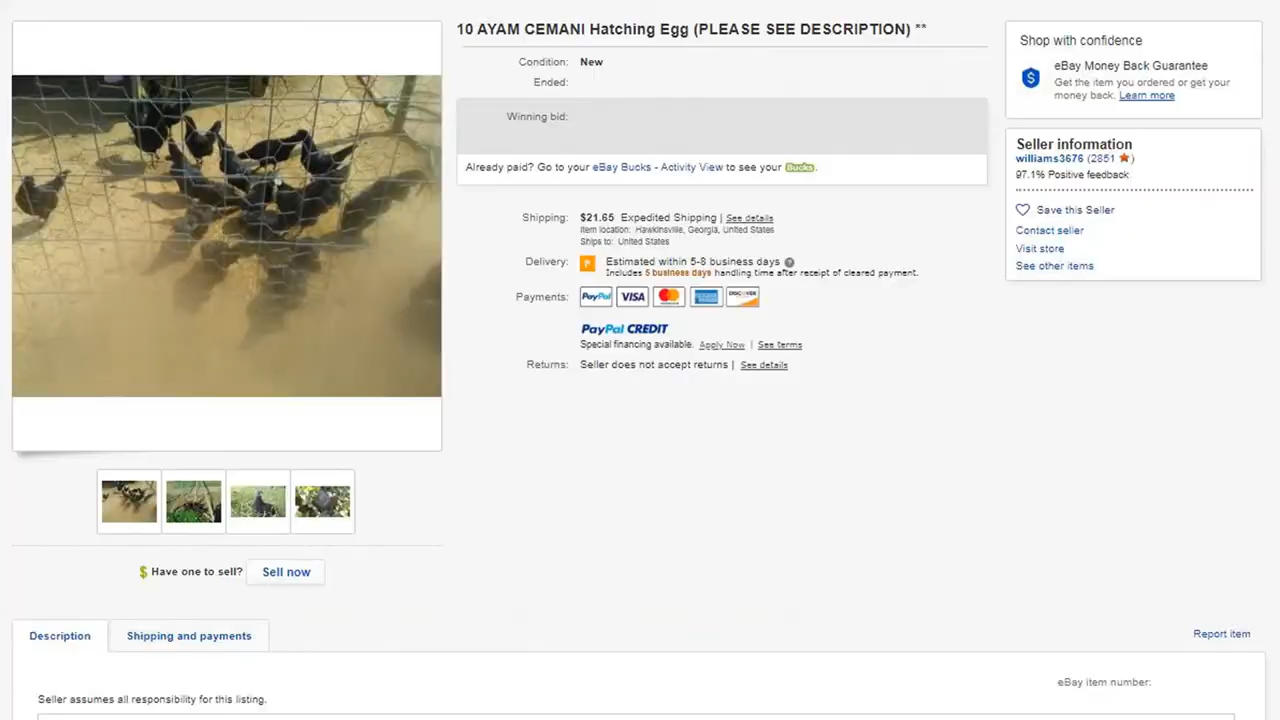 10 AYAM CEMANI Hatching Egg (PLEASE SEE DESCRIPTION) **
Condition: New
Ended:
Winning bid:
Already paid? Go to your eBay Bucks - Activity View to see your Bucks.
Shipping: $21.65 Expedited Shipping | See details
Item location: Hawkinsville, Georgia, United States
Ships to: United States
Delivery: Estimated within 5-8 business days ?
Includes 5 business days handling time after receipt of cleared payment.
Payments: PayPal VISA MasterCard AMERICAN EXPRESS DISCOVER
PayPal CREDIT
Special financing available. Apply Now | See terms
Returns: Seller does not accept returns | See details
Shop with confidence
eBay Money Back Guarantee
Get the item you ordered or get your
money back. Learn more
Seller information
williams3676 (2851 )
97.1% Positive feedback
Save this Seller
Contact seller
Visit store
See other items
$ Have one to sell? Sell now
Description
Shipping and payments
Report item
eBay item number:
Seller assumes all responsibility for this listing.